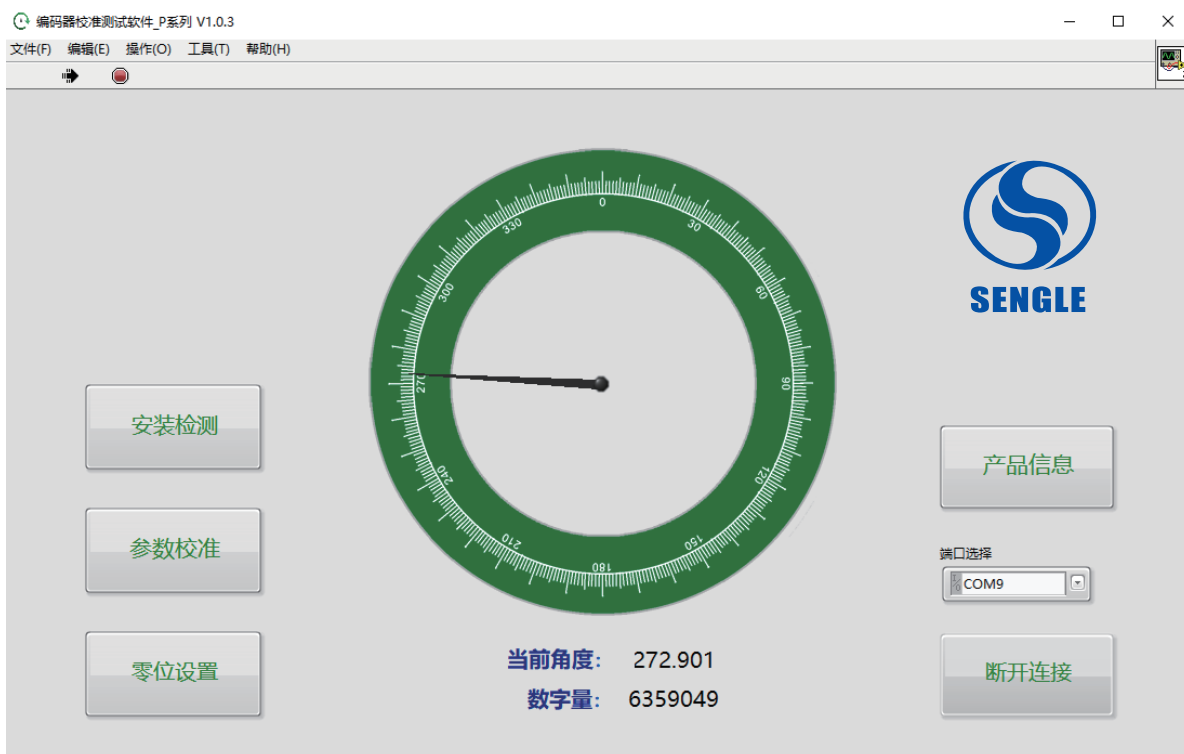 编码器校准测试软件_P系列 V1.0.3
文件(F) 编辑(E) 操作(O) 工具(T) 帮助(H)
0
30
60
90
120
150
180
210
240
270
300
330
SENGLE
安装检测
参数校准
零位设置
当前角度: 272.901
数字量: 6359049
产品信息
端口选择
COM9
断开连接